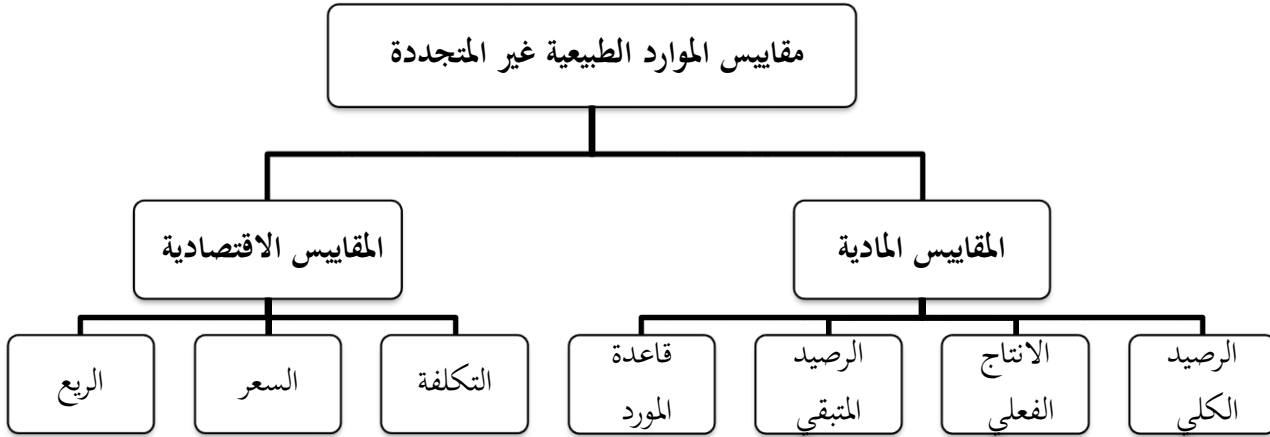 مقاييس الموارد الطبيعية غير المتجددة
المقاييس المادية
المقاييس الاقتصادية
الرصيد
الكلي
الانتاج
الفعلي
الرصيد
المتبقي
قاعدة
المورد
التكلفة
السعر
الريع